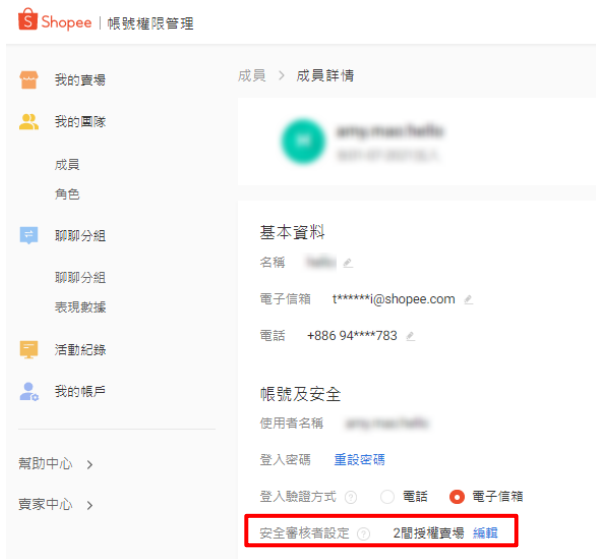 Shopee | 帳號權限管理
我的賣場
我的團隊
成員
角色
聊聊分組
聊聊分組
表現數據
活動紀錄
我的帳戶
幫助中心 >
賣家中心 >
成員 > 成員詳情
基本資料
名稱
電子信箱 t******i@shopee.com
電話 +886 94****783
帳號及安全
使用者名稱
登入密碼 重設密碼
登入驗證方式 ? 電話 電子信箱
安全審核者設定 ? 2間授權賣場 編輯